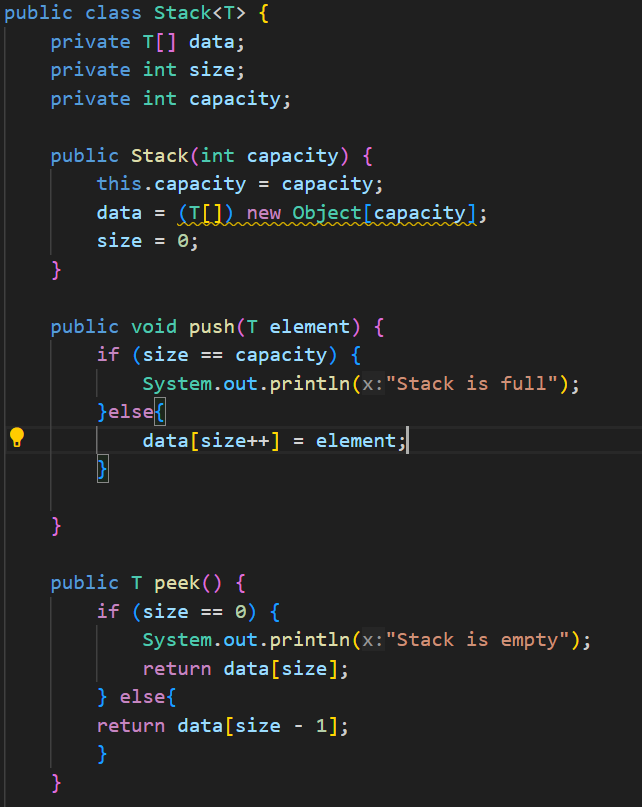 public class Stack<T> {
    private T[] data;
    private int size;
    private int capacity;

    public Stack(int capacity) {
        this.capacity = capacity;
        data = (T[]) new Object[capacity];
        size = 0;
    }

    public void push(T element) {
        if (size == capacity) {
            System.out.println(x:"Stack is full");
        }else{
            data[size++] = element;
        }

    }

    public T peek() {
        if (size == 0) {
            System.out.println(x:"Stack is empty");
            return data[size];
        } else{
        return data[size - 1];
        }
    }